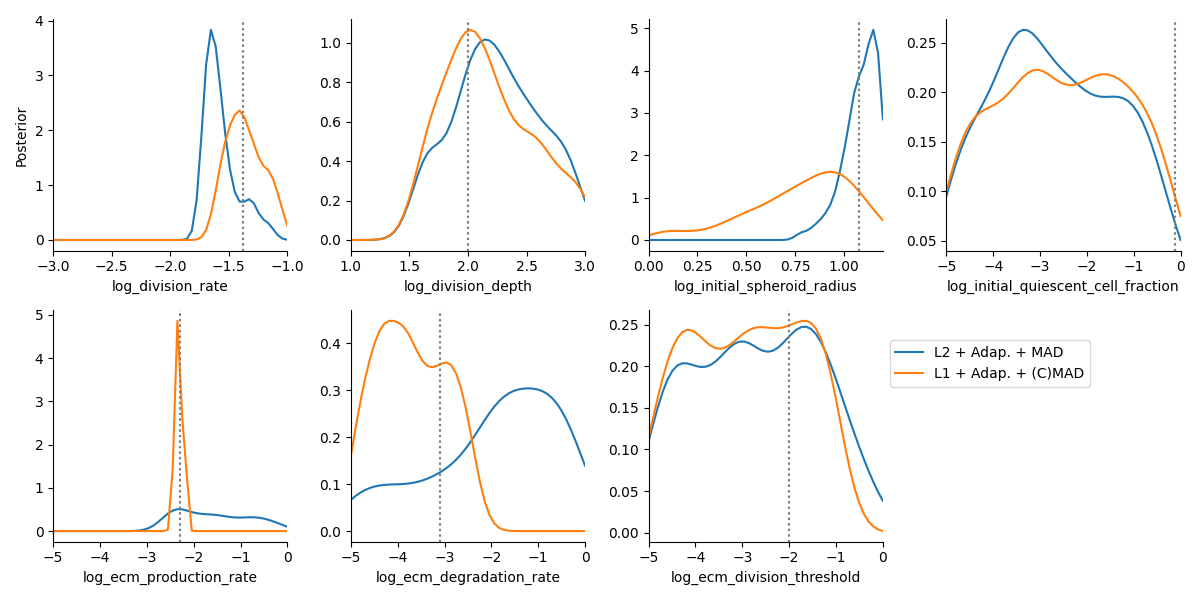 Posterior
4
3
2
1
0
−3.0 −2.5 −2.0 −1.5 −1.0
log_division_rate
1.0
0.8
0.6
0.4
0.2
0.0
1.0 1.5 2.0 2.5 3.0
log_division_depth
5
4
3
2
1
0
0.00 0.25 0.50 0.75 1.00
log_initial_spheroid_radius
0.25
0.20
0.15
0.10
0.05
−5 −4 −3 −2 −1 0
log_initial_quiescent_cell_fraction
5
4
3
2
1
0
−5 −4 −3 −2 −1 0
log_ecm_production_rate
0.4
0.3
0.2
0.1
0.0
−5 −4 −3 −2 −1 0
log_ecm_degradation_rate
0.25
0.20
0.15
0.10
0.05
0.00
−5 −4 −3 −2 −1 0
log_ecm_division_threshold
L2 + Adap. + MAD
L1 + Adap. + (C)MAD